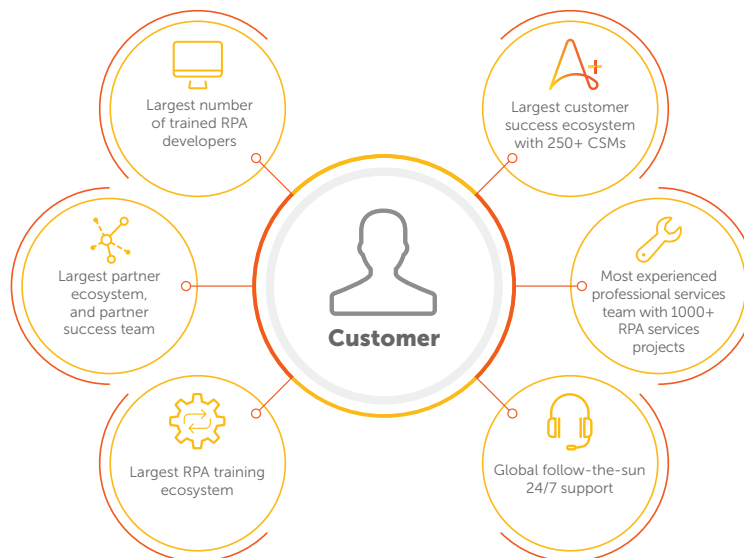 Largest number
of trained RPA
developers
Largest customer
success ecosystem
with 250+ CSMs
Largest partner
ecosystem,
and partner
success team
Customer
Most experienced
professional services
team with 1000+
RPA services
projects
Largest RPA training
ecosystem
Global follow-the-sun
24/7 support